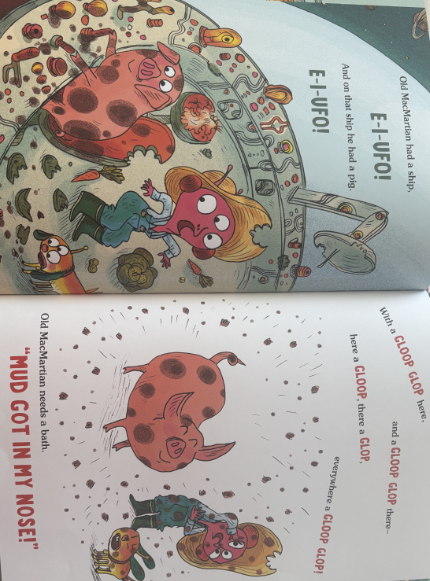 Old MacMartian had a ship,
E-I-UFO!
And on that ship he had a pig.
E-I-UFO!
With a GLOOP GLOP here,
and a GLOOP GLOP there–
here a GLOOP, there a GLOP,
everywhere a GLOOP GLOP!
Old MacMartian needs a bath.
"MUD GOT IN MY NOSE!"